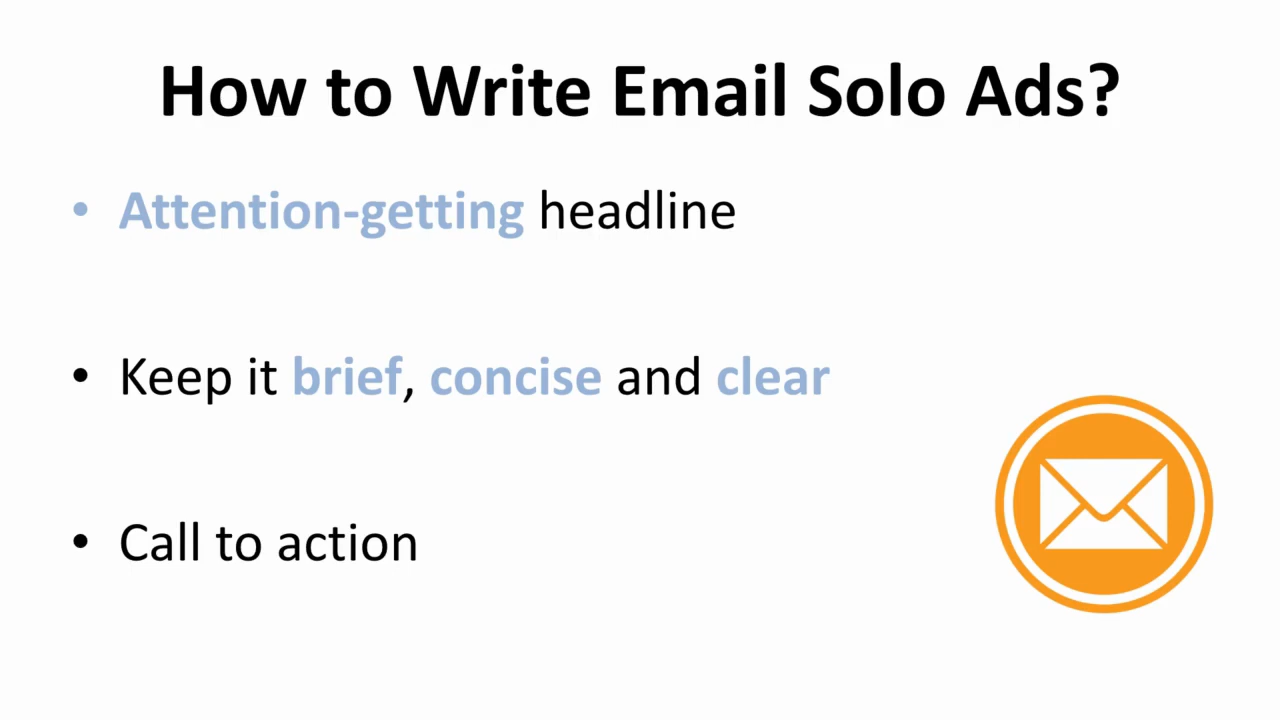 How to Write Email Solo Ads?
• Attention-getting headline
• Keep it brief, concise and clear
• Call to action